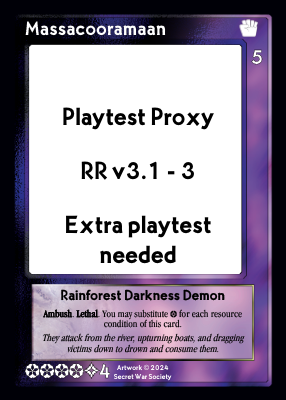 Massacooramaan
5
Playtest Proxy
RR v3.1 - 3
Extra playtest
needed
Rainforest Darkness Demon
Ambush. Lethal. You may substitute for each resource
condition of this card.
They attack from the river, upturning boats, and dragging
victims down to drown and consume them.
4
Artwork © 2024
Secret War Society